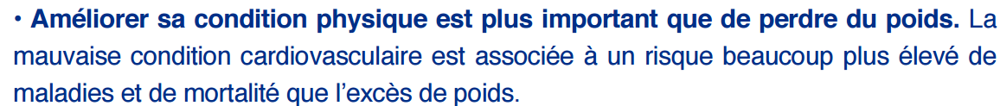 • Améliorer sa condition physique est plus important que de perdre du poids. La
mauvaise condition cardiovasculaire est associée à un risque beaucoup plus élevé de
maladies et de mortalité que l’excès de poids.